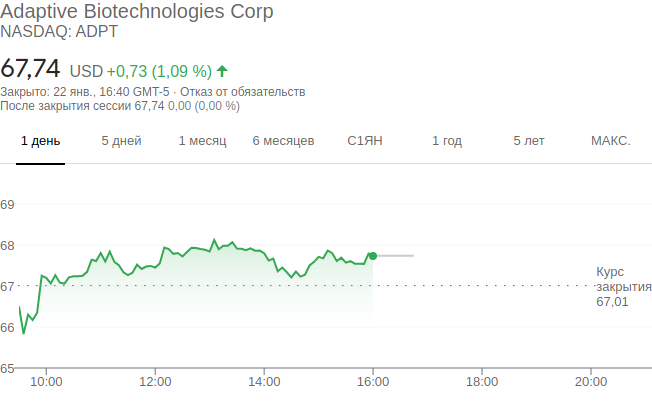 Adaptive Biotechnologies Corp
NASDAQ: ADPT
67,74 USD +0,73 (1,09 %)
Закрыто: 22 янв., 16:40 GMT-5 · Отказ от обязательств
После закрытия сессии 67,74 0,00 (0,00 %)
1 день 5 дней 1 месяц 6 месяцев С1ЯН 1 год 5 лет МАКС.
69
68
67
66
65
Курс
закрытия
67,01
10:00 12:00 14:00 16:00 18:00 20:00